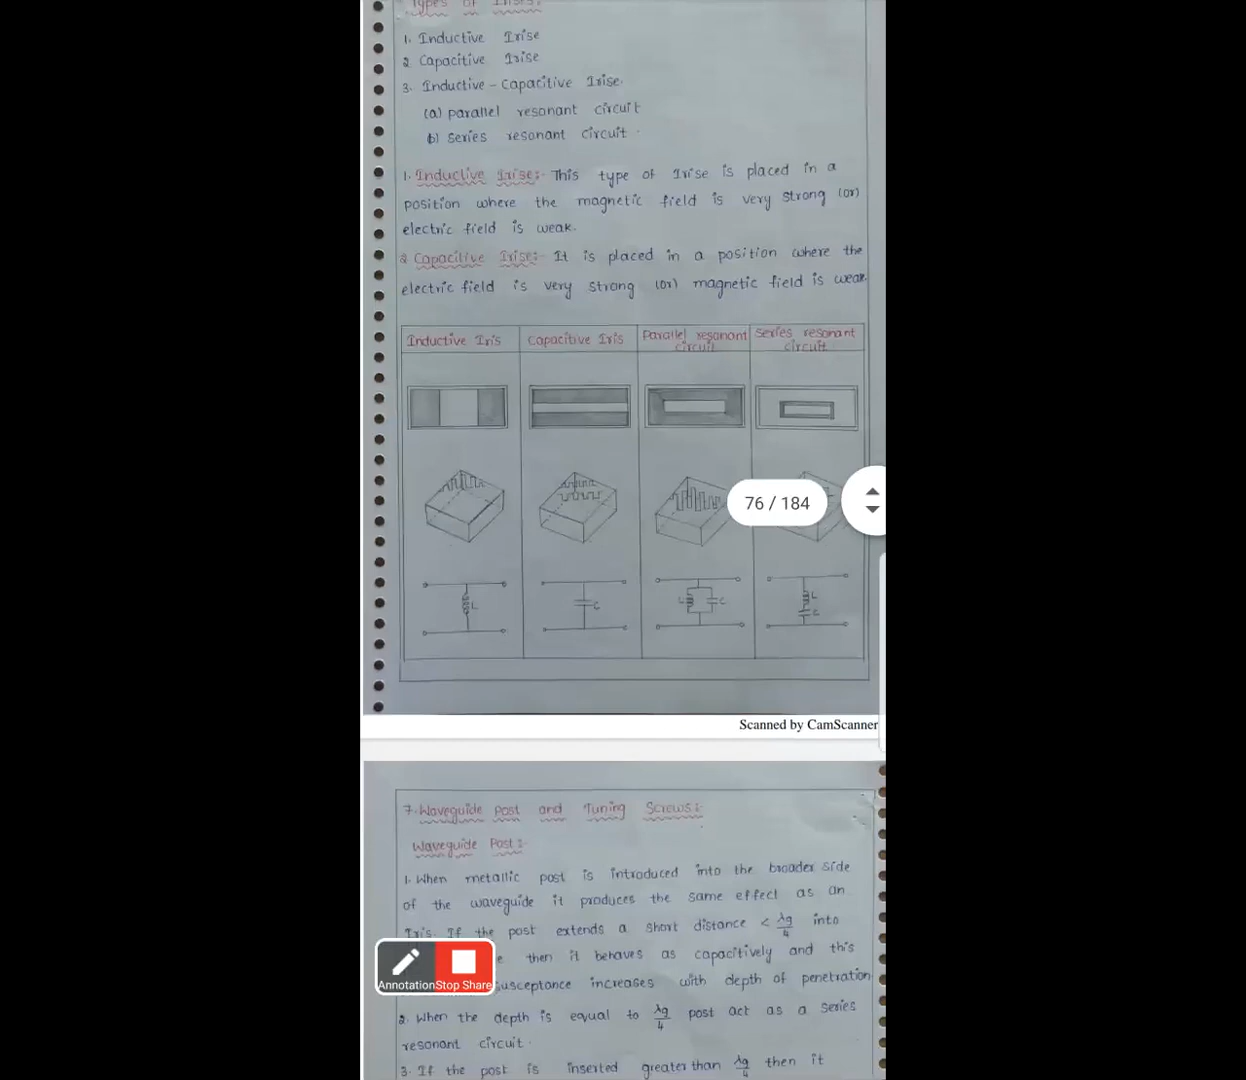 Types of Irises:
1. Inductive Irise
2 Capacitive Irise
3. Inductive - Capacitive Irise.
(a) parallel resonant circuit
(b) series resonant circuit.
1. Inductive Irise:- This type of Irise is placed in a
position where the magnetic field is very strong (or)
electric field is weak.
2 Capacitive Irise:- It is placed in a position where the
electric field is very strong (or) magnetic field is weak.
Inductive Iris Capacitive Iris Parallel resonant circuit Series resonant circuit
76 / 184
L C L C L C
Scanned by CamScanner
7. Waveguide post and Tuning Screws:-
Waveguide Post:-
1. When metallic post is introduced into the broader side
of the waveguide it produces the same effect as an
Iris. If the post extends a short distance < λg/4 into
e then it behaves as capacitively and this
susceptance increases with depth of penetration
2. When the depth is equal to λg/4 post act as a series
resonant circuit.
3. If the post is inserted greater than λg/4 then it
Annotation Stop Share